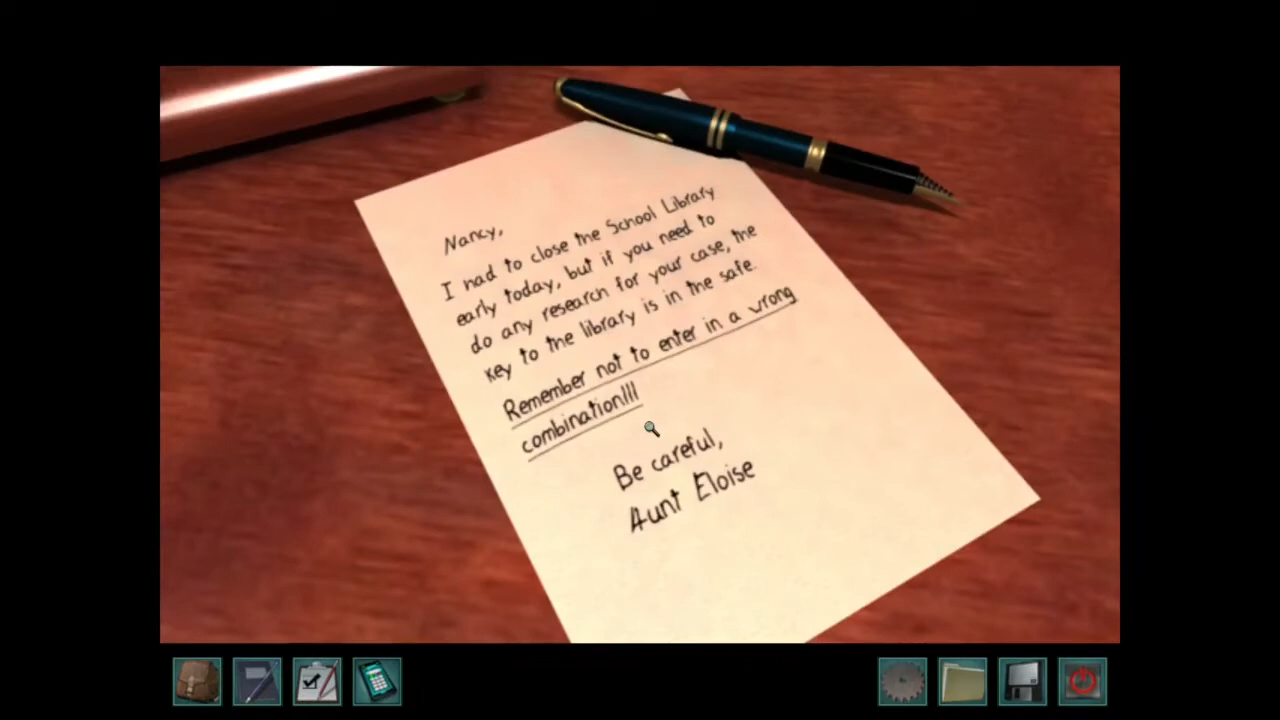 Nancy,
I had to close the School Library
early today, but if you need to
do any research for your case, the
key to the library is in the safe.
Remember not to enter in a wrong
combination!!!
Be careful,
Aunt Eloise